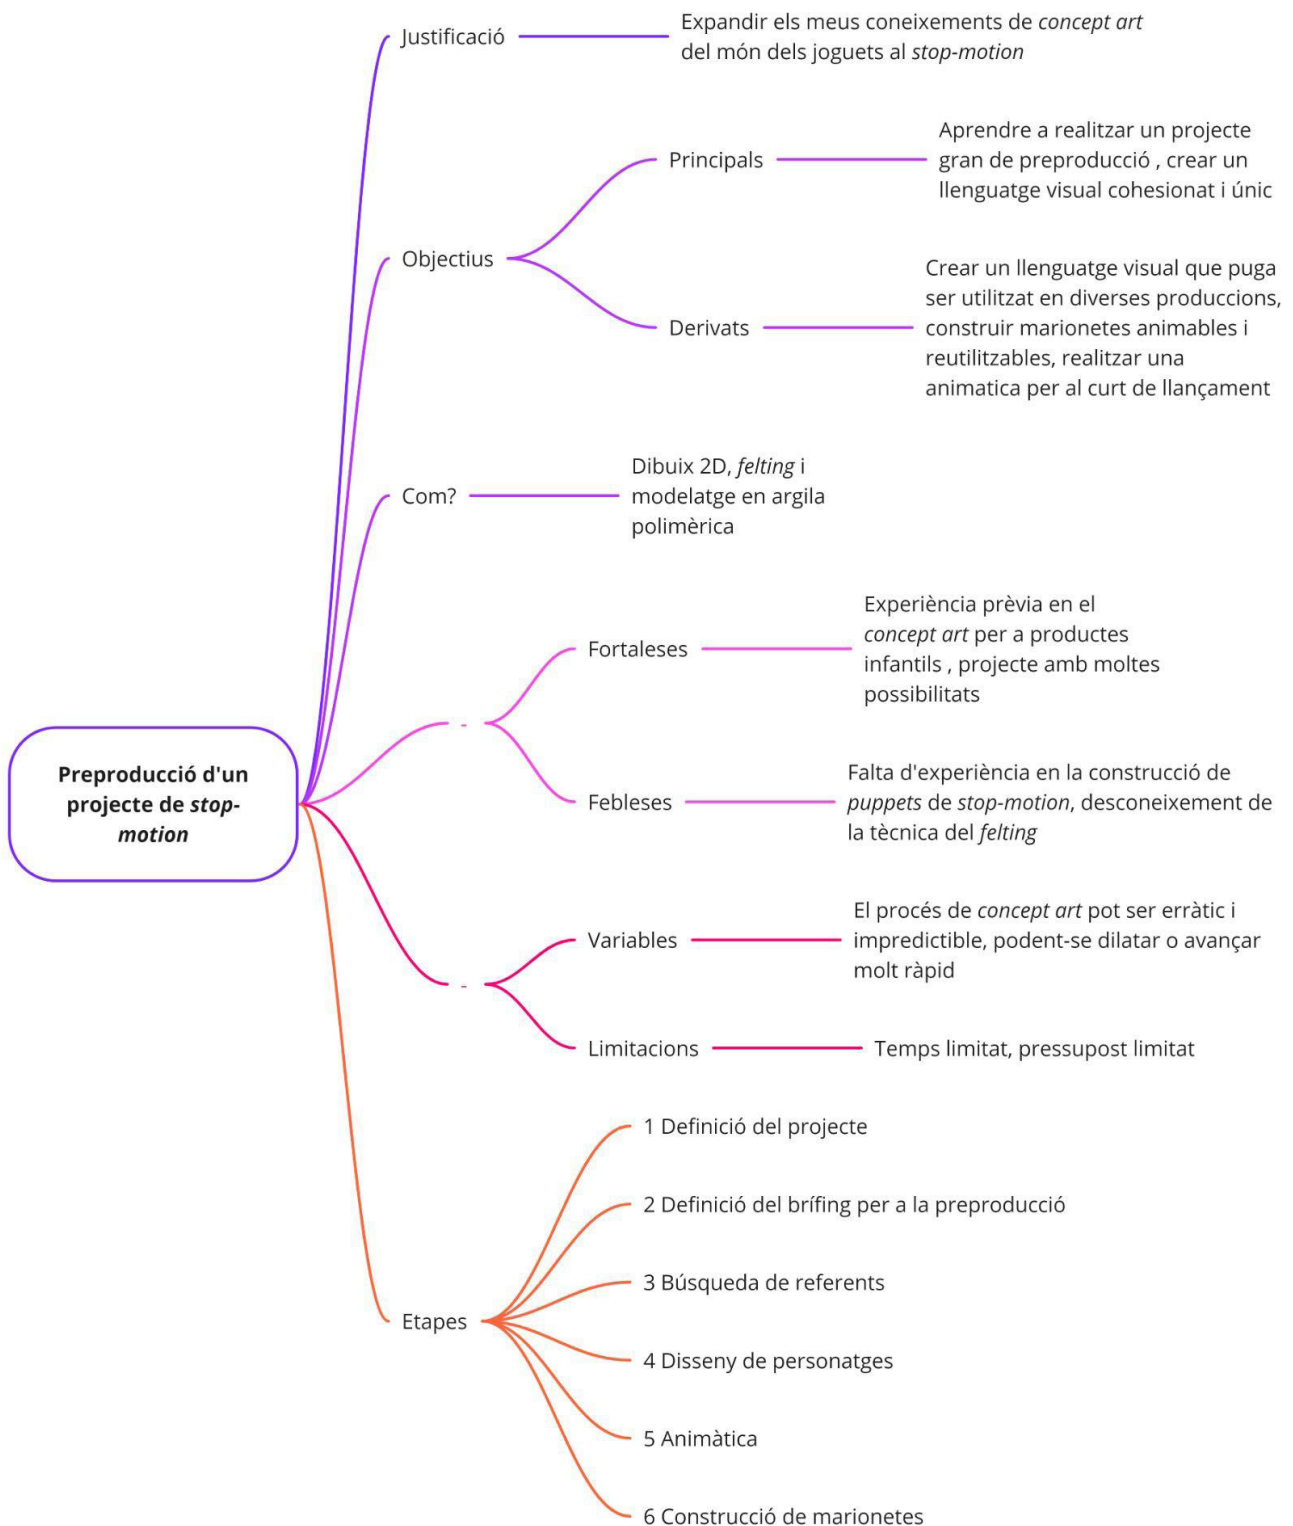 Justificació
Expandir els meus coneixements de concept art
del món dels joguets al stop-motion
Objectius
Principals
Aprendre a realitzar un projecte
gran de preproducció , crear un
llenguatge visual cohesionat i únic
Derivats
Crear un llenguatge visual que puga
ser utilitzat en diverses produccions,
construir marionetes animables i
reutilitzables, realitzar una
animatica per al curt de llançament
Com?
Dibuix 2D, felting i
modelatge en argila
polimèrica
Preproducció d'un
projecte de stop-
motion
-
Fortaleses
Experiència prèvia en el
concept art per a productes
infantils , projecte amb moltes
possibilitats
Febleses
Falta d'experiència en la construcció de
puppets de stop-motion, desconeixement de
la tècnica del felting
-
Variables
El procés de concept art pot ser erràtic i
impredictible, podent-se dilatar o avançar
molt ràpid
Limitacions
Temps limitat, pressupost limitat
Etapes
1 Definició del projecte
2 Definició del brífing per a la preproducció
3 Búsqueda de referents
4 Disseny de personatges
5 Animàtica
6 Construcció de marionetes